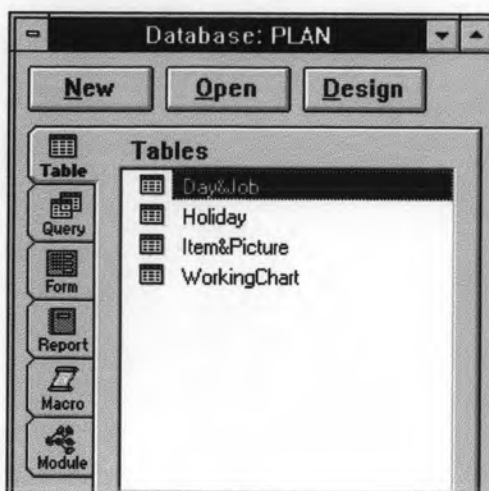 Database: PLAN
New Open Design
Table
Query
Form
Report
Macro
Module
Tables
Day&Job
Holiday
Item&Picture
WorkingChart